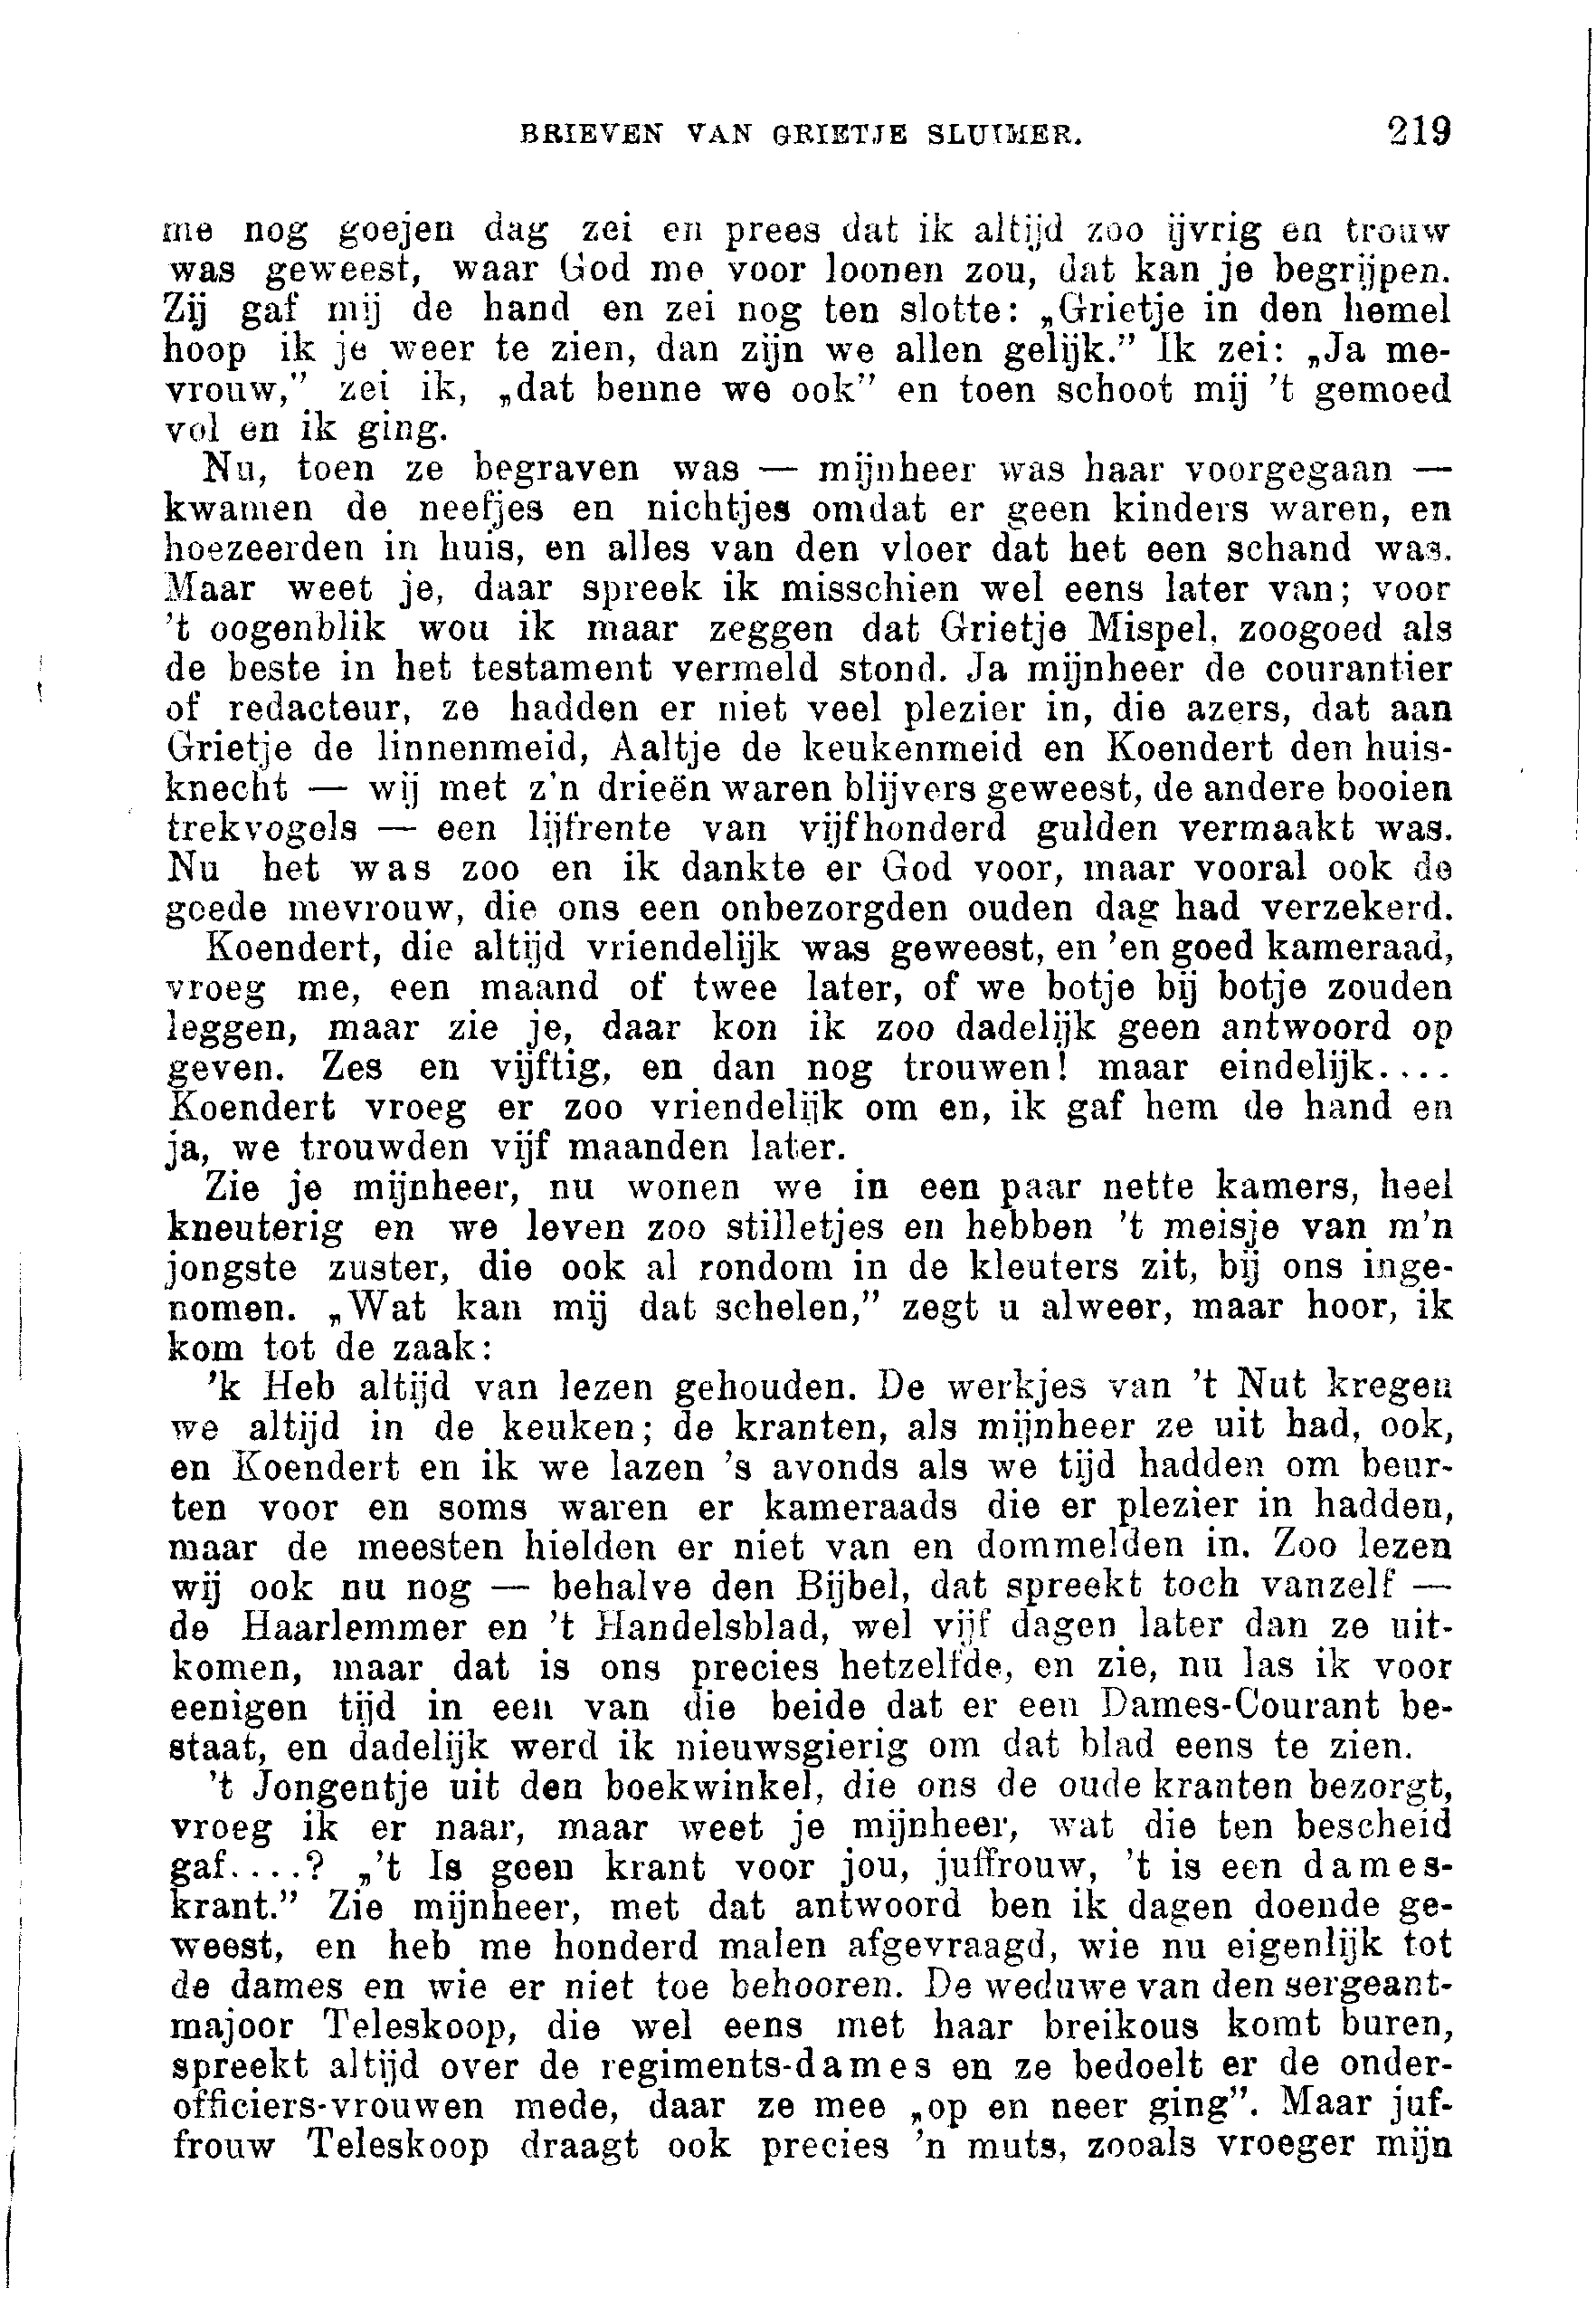 BRIEVEN VAN GRIETJE SLUIMER. 219
me nog goejen dag zei en prees dat ik altijd zoo ijvrig en trouw
was geweest, waar God me voor loonen zou, dat kan je begrijpen.
Zij gaf mij de hand en zei nog ten slotte: „Grietje in den hemel
hoop ik je weer te zien, dan zijn we allen gelijk.” Ik zei: „Ja me-
vrouw,” zei ik, „dat benne we ook” en toen schoot mij 't gemoed
vol en ik ging.
Nu, toen ze begraven was — mijnheer was haar voorgegaan —
kwamen de neefjes en nichtjes omdat er geen kinders waren, en
hoezeerden in huis, en alles van den vloer dat het een schand was.
Maar weet je, daar spreek ik misschien wel eens later van; voor
't oogenblik wou ik maar zeggen dat Grietje Mispel, zoogoed als
de beste in het testament vermeld stond. Ja mijnheer de courantier
of redacteur, ze hadden er niet veel plezier in, die azers, dat aan
Grietje de linnenmeid, Aaltje de keukenmeid en Koendert den huis-
knecht — wij met z'n drieën waren blijvers geweest, de andere booien
trekvogels — een lijfrente van vijfhonderd gulden vermaakt was.
Nu het was zoo en ik dankte er God voor, maar vooral ook de
goede mevrouw, die ons een onbezorgden ouden dag had verzekerd.
Koendert, die altijd vriendelijk was geweest, en 'en goed kameraad,
vroeg me, een maand of twee later, of we botje bij botje zouden
leggen, maar zie je, daar kon ik zoo dadelijk geen antwoord op
geven. Zes en vijftig, en dan nog trouwen! maar eindelijk....
Koendert vroeg er zoo vriendelijk om en, ik gaf hem de hand en
ja, we trouwden vijf maanden later.
Zie je mijnheer, nu wonen we in een paar nette kamers, heel
kneuterig en we leven zoo stilletjes en hebben 't meisje van m'n
jongste zuster, die ook al rondom in de kleuters zit, bij ons inge-
nomen. „Wat kan mij dat schelen,” zegt u alweer, maar hoor, ik
kom tot de zaak:
'k Heb altijd van lezen gehouden. De werkjes van 't Nut kregen
we altijd in de keuken; de kranten, als mijnheer ze uit had, ook,
en Koendert en ik we lazen 's avonds als we tijd hadden om beur-
ten voor en soms waren er kameraads die er plezier in hadden,
maar de meesten hielden er niet van en dommelden in. Zoo lezen
wij ook nu nog — behalve den Bijbel, dat spreekt toch vanzelf —
de Haarlemmer en 't Handelsblad, wel vijf dagen later dan ze uit-
komen, maar dat is ons precies hetzelfde, en zie, nu las ik voor
eenigen tijd in een van die beide dat er een Dames-Courant be-
staat, en dadelijk werd ik nieuwsgierig om dat blad eens te zien.
't Jongentje uit den boekwinkel, die ons de oude kranten bezorgt,
vroeg ik er naar, maar weet je mijnheer, wat die ten bescheid
gaf....? „'t Is geen krant voor jou, juffrouw, 't is een dames-
krant.” Zie mijnheer, met dat antwoord ben ik dagen doende ge-
weest, en heb me honderd malen afgevraagd, wie nu eigenlijk tot
de dames en wie er niet toe behooren. De weduwe van den sergeant-
majoor Teleskoop, die wel eens met haar breikous komt buren,
spreekt altijd over de regiments-dames en ze bedoelt er de onder-
officiers-vrouwen mede, daar ze mee „op en neer ging”. Maar juf-
frouw Teleskoop draagt ook precies 'n muts, zooals vroeger mijn